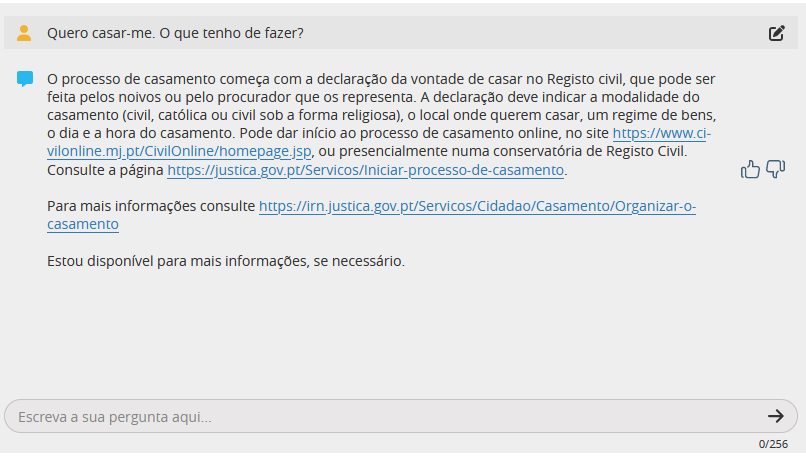 Quero casar-me. O que tenho de fazer?
O processo de casamento começa com a declaração da vontade de casar no Registo civil, que pode ser
feita pelos noivos ou pelo procurador que os representa. A declaração deve indicar a modalidade do
casamento (civil, católica ou civil sob a forma religiosa), o local onde querem casar, um regime de bens,
o dia e a hora do casamento. Pode dar início ao processo de casamento online, no site https://www.ci-
vilonline.mj.pt/CivilOnline/homepage.jsp, ou presencialmente numa conservatória de Registo Civil.
Consulte a página https://justica.gov.pt/Servicos/Iniciar-processo-de-casamento.
Para mais informações consulte https://irn.justica.gov.pt/Servicos/Cidadao/Casamento/Organizar-o-
casamento
Estou disponível para mais informações, se necessário.
Escreva a sua pergunta aqui...
0/256